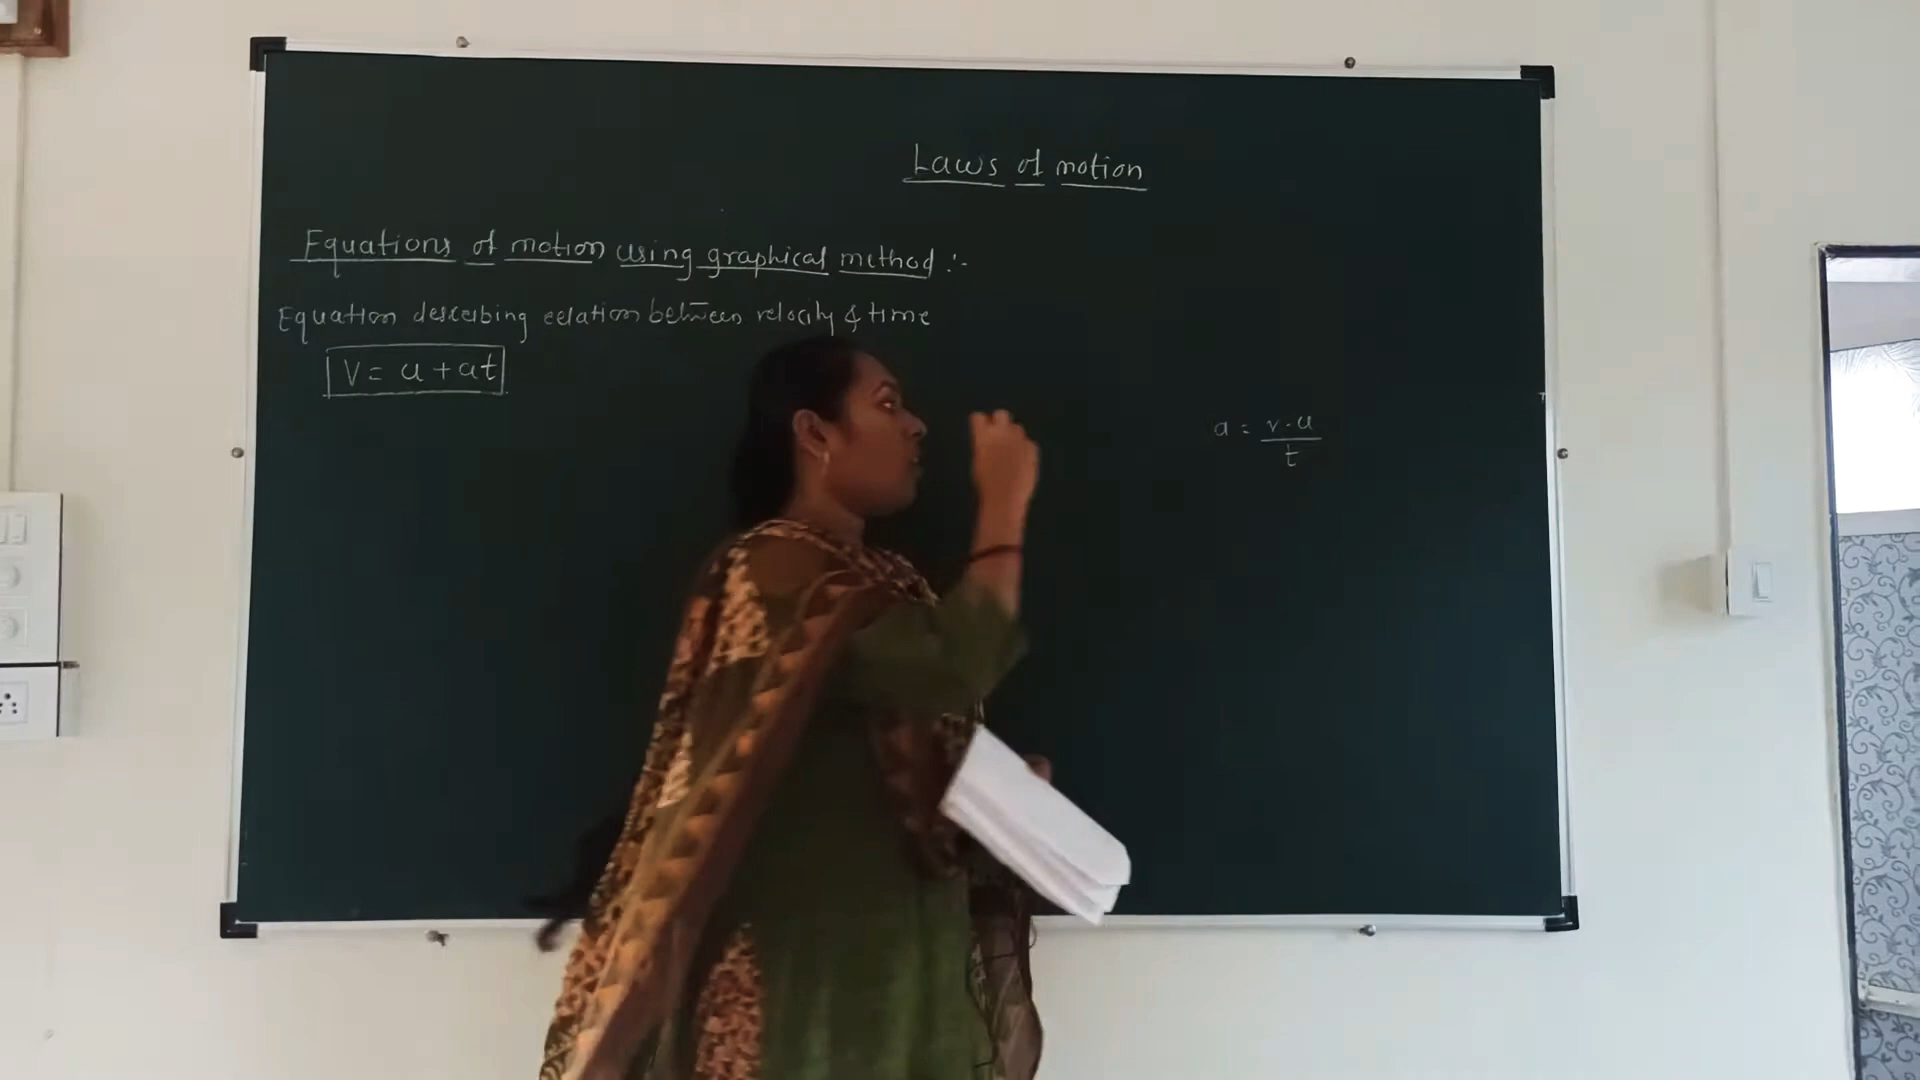 Laws of motion
Equations of motion using graphical method :-
Equation describing relation between velocity & time
V = u + at
a = v - u / t